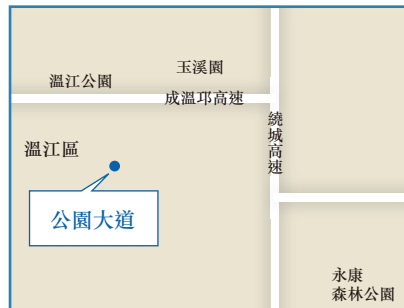 玉溪園
溫江公園
成溫邛高速
繞城高速
溫江區
公園大道
永康
森林公園